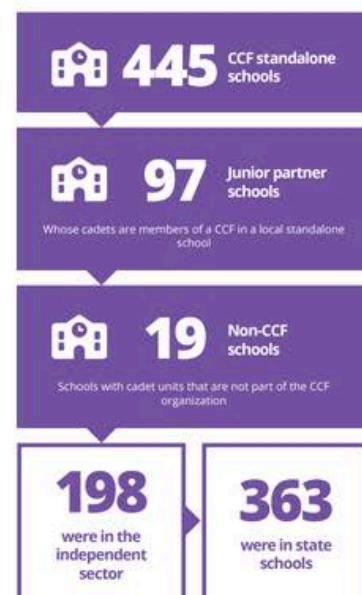 445
CCF standalone
schools
97
Junior partner
schools
Whose cadets are members of a CCF in a local standalone
school
19
Non-CCF
schools
Schools with cadet units that are not part of the CCF
organization
198
were in the
independent
sector
363
were in state
schools